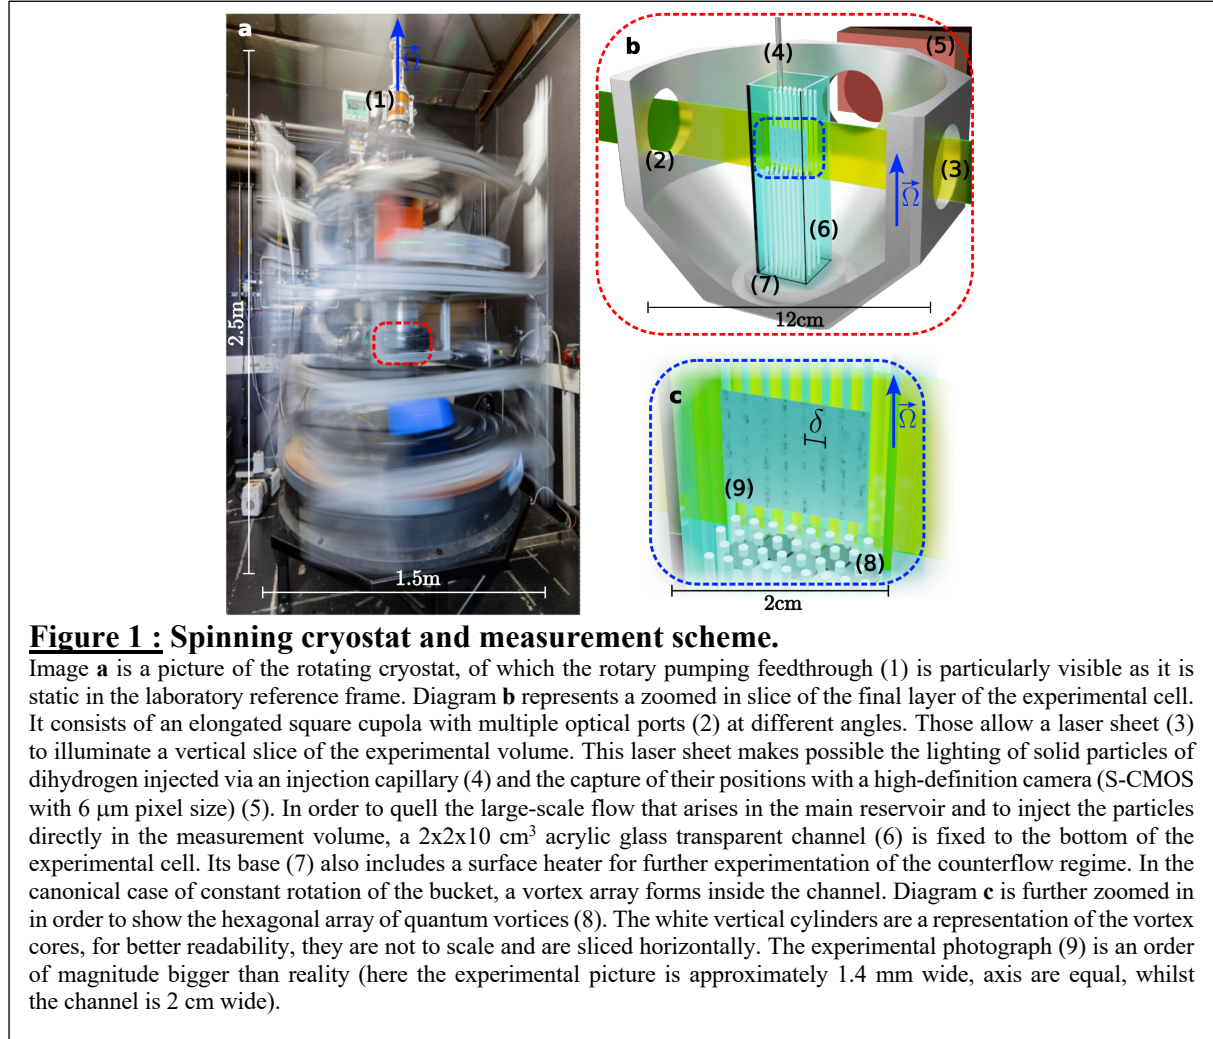 a
Ω
(1)
2.5m
1.5m
b
(4)
(5)
(2)
(3)
Ω
(6)
(7)
12cm
c
δ
Ω
(9)
(8)
2cm
Figure 1 : Spinning cryostat and measurement scheme.
Image a is a picture of the rotating cryostat, of which the rotary pumping feedthrough (1) is particularly visible as it is
static in the laboratory reference frame. Diagram b represents a zoomed in slice of the final layer of the experimental cell.
It consists of an elongated square cupola with multiple optical ports (2) at different angles. Those allow a laser sheet (3)
to illuminate a vertical slice of the experimental volume. This laser sheet makes possible the lighting of solid particles of
dihydrogen injected via an injection capillary (4) and the capture of their positions with a high-definition camera (S-CMOS
with 6 μm pixel size) (5). In order to quell the large-scale flow that arises in the main reservoir and to inject the particles
directly in the measurement volume, a 2x2x10 cm³ acrylic glass transparent channel (6) is fixed to the bottom of the
experimental cell. Its base (7) also includes a surface heater for further experimentation of the counterflow regime. In the
canonical case of constant rotation of the bucket, a vortex array forms inside the channel. Diagram c is further zoomed in
in order to show the hexagonal array of quantum vortices (8). The white vertical cylinders are a representation of the vortex
cores, for better readability, they are not to scale and are sliced horizontally. The experimental photograph (9) is an order
of magnitude bigger than reality (here the experimental picture is approximately 1.4 mm wide, axis are equal, whilst
the channel is 2 cm wide).